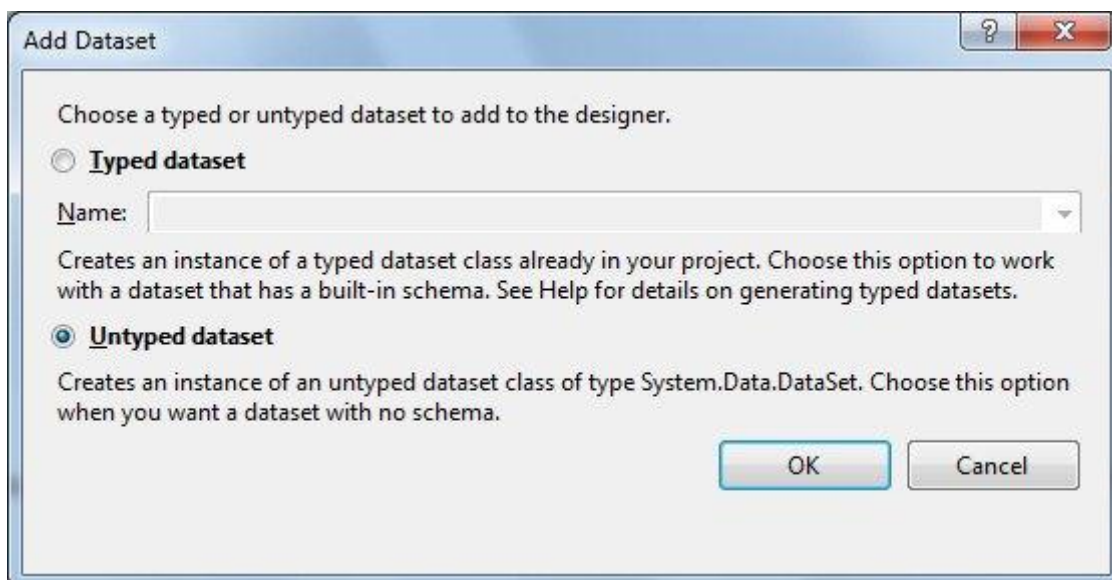 Add Dataset
?
X
Choose a typed or untyped dataset to add to the designer.
Typed dataset
Name:
Creates an instance of a typed dataset class already in your project. Choose this option to work
with a dataset that has a built-in schema. See Help for details on generating typed datasets.
Untyped dataset
Creates an instance of an untyped dataset class of type System.Data.DataSet. Choose this option
when you want a dataset with no schema.
OK Cancel